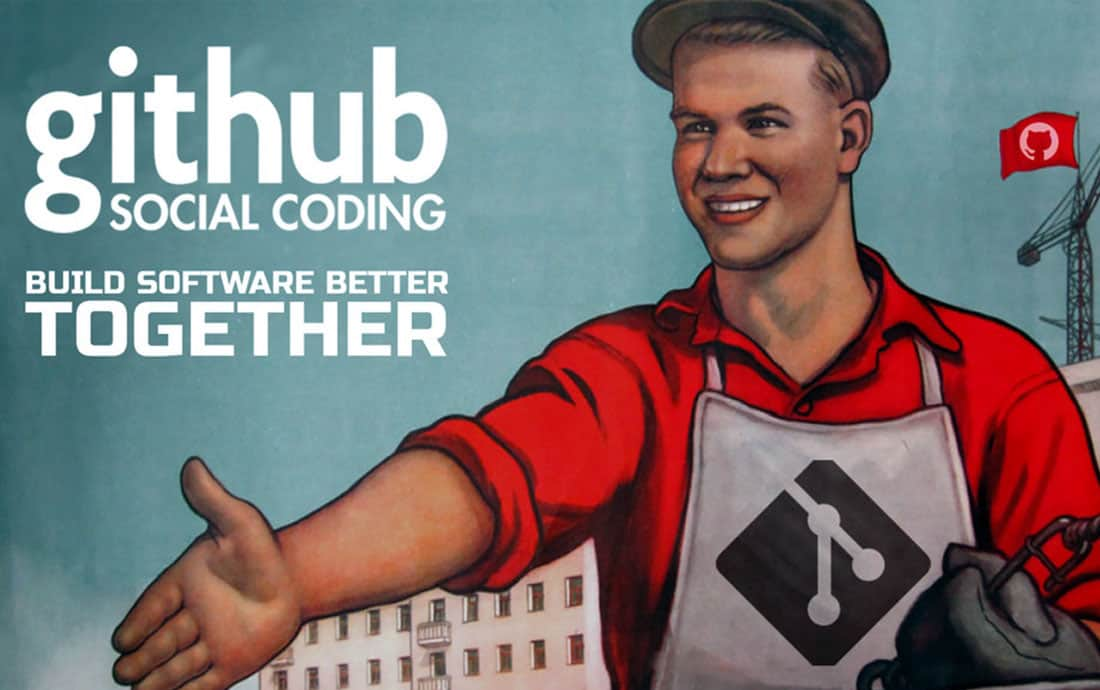 github
SOCIAL CODING
BUILD SOFTWARE BETTER
TOGETHER